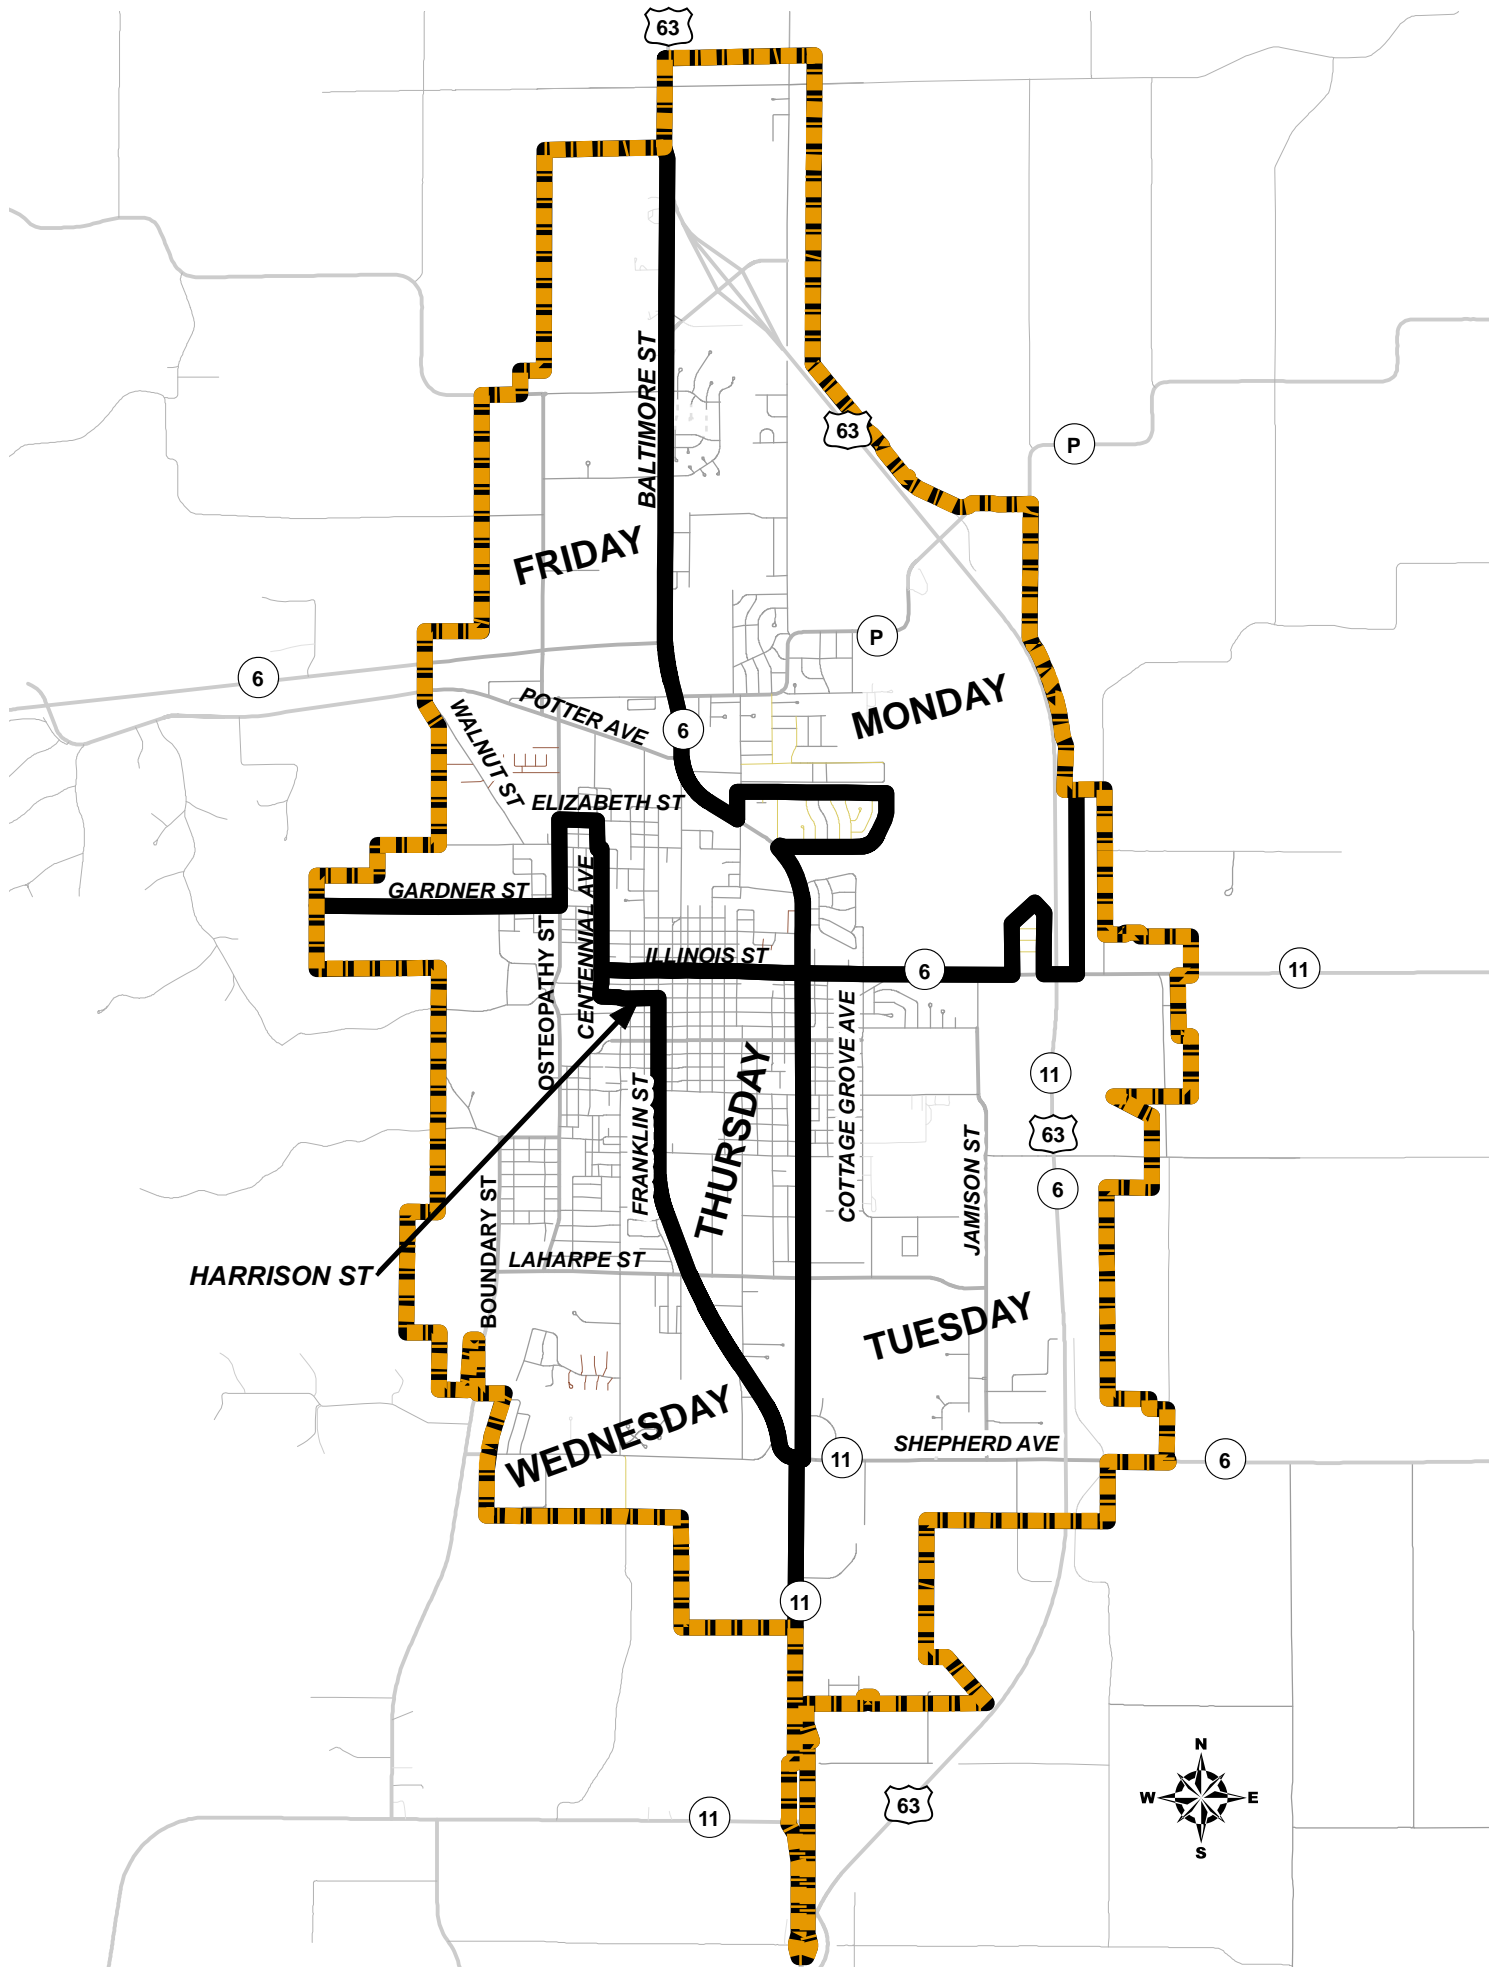 63
BALTIMORE ST
63
P
FRIDAY
P
6
MONDAY
WALNUT ST
POTTER AVE
6
ELIZABETH ST
GARDNER ST
CENTENNIAL AVE
OSTEOPATHY ST
ILLINOIS ST
6
11
COTTAGE GROVE AVE
THURSDAY
FRANKLIN ST
11
63
JAMISON ST
6
BOUNDARY ST
LAHARPE ST
HARRISON ST
TUESDAY
WEDNESDAY
SHEPHERD AVE
11
6
11
N
W
E
S
63
11